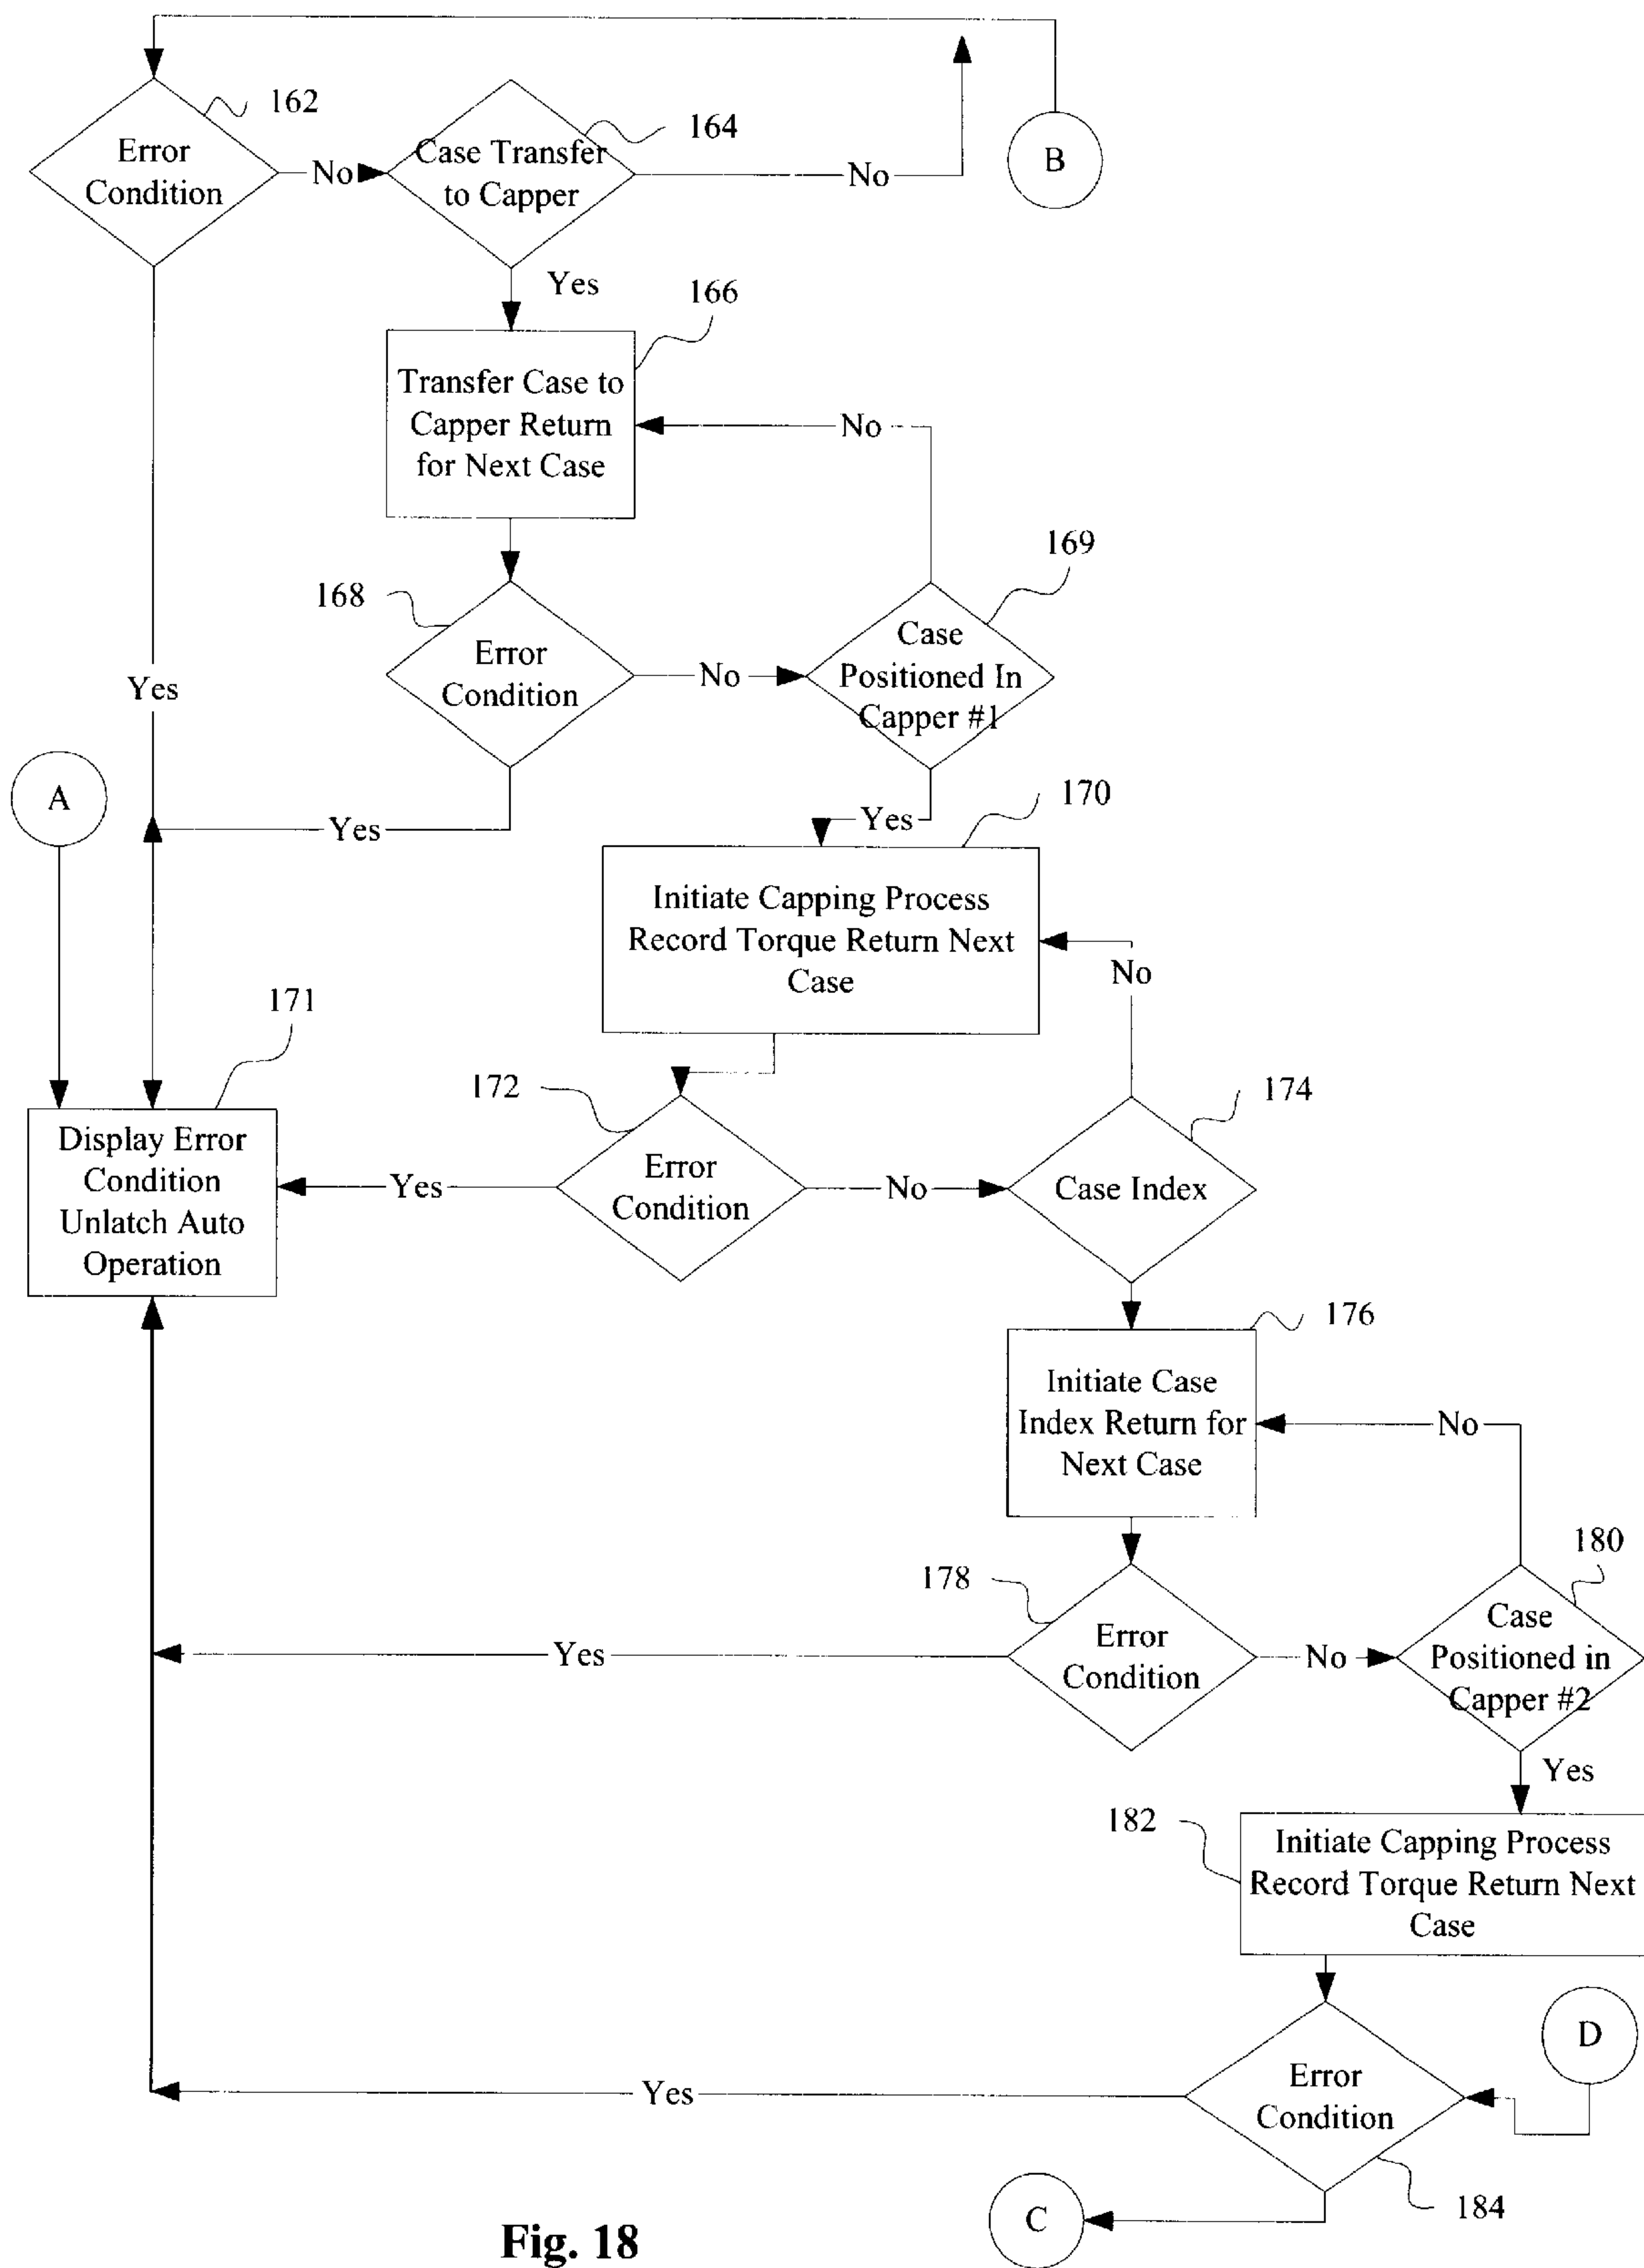 162
Error
Condition
No
164
Case Transfer
to Capper
No
B
Yes
166
Transfer Case to
Capper Return
for Next Case
No
169
168
Error
Condition
No
Case
Positioned In
Capper #1
Yes
A
Yes
Yes
170
Initiate Capping Process
Record Torque Return Next
Case
No
171
172
174
Display Error
Condition
Unlatch Auto
Operation
Yes
Error
Condition
No
Case Index
176
Initiate Case
Index Return for
Next Case
No
180
178
Yes
Error
Condition
No
Case
Positioned in
Capper #2
Yes
182
Initiate Capping Process
Record Torque Return Next
Case
D
Yes
Error
Condition
184
C
Fig. 18